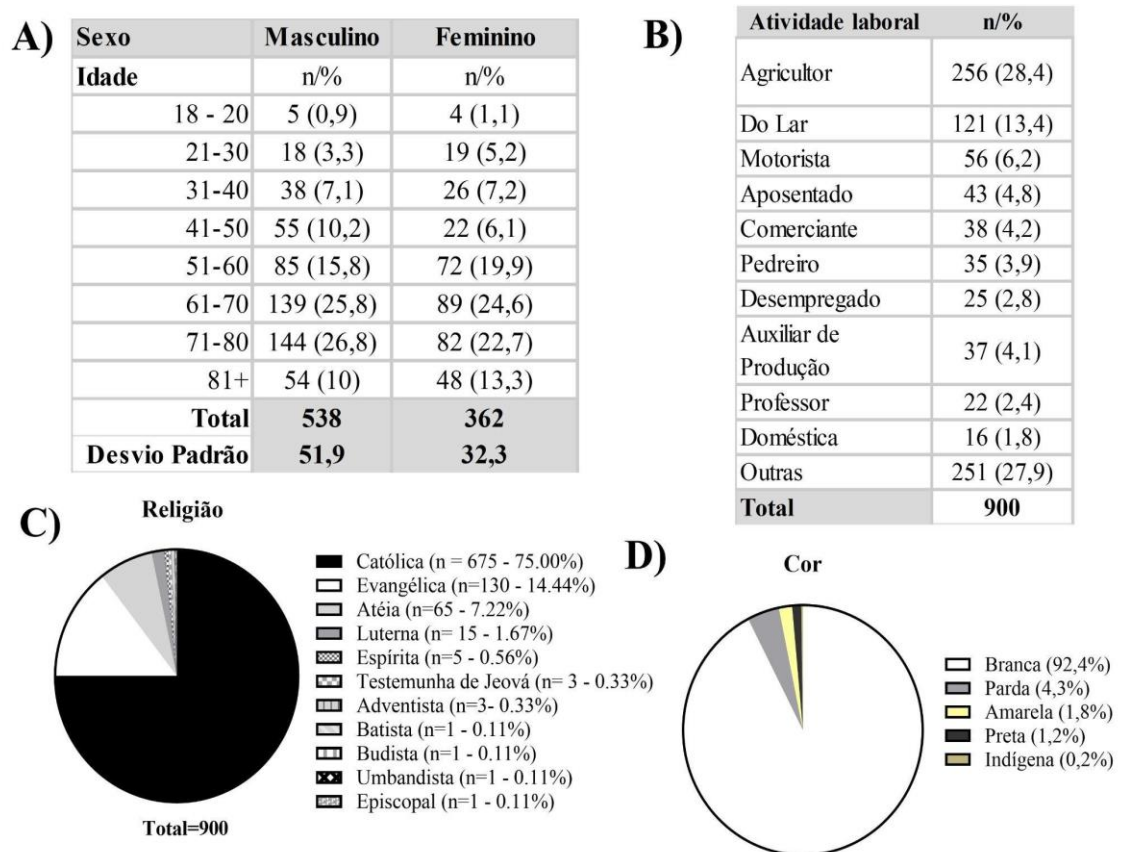 A)
Sexo Masculino Feminino
Idade n/% n/%
18 - 20 5 (0,9) 4 (1,1)
21-30 18 (3,3) 19 (5,2)
31-40 38 (7,1) 26 (7,2)
41-50 55 (10,2) 22 (6,1)
51-60 85 (15,8) 72 (19,9)
61-70 139 (25,8) 89 (24,6)
71-80 144 (26,8) 82 (22,7)
81+ 54 (10) 48 (13,3)
Total 538 362
Desvio Padrão 51,9 32,3
B)
Atividade laboral n/%
Agricultor 256 (28,4)
Do Lar 121 (13,4)
Motorista 56 (6,2)
Aposentado 43 (4,8)
Comerciante 38 (4,2)
Pedreiro 35 (3,9)
Desempregado 25 (2,8)
Auxiliar de
Produção 37 (4,1)
Professor 22 (2,4)
Doméstica 16 (1,8)
Outras 251 (27,9)
Total 900
C)
Religião
Católica (n = 675 - 75.00%)
Evangélica (n=130 - 14.44%)
Atéia (n=65 - 7.22%)
Luterna (n= 15 - 1.67%)
Espírita (n=5 - 0.56%)
Testemunha de Jeová (n= 3 - 0.33%)
Adventista (n=3- 0.33%)
Batista (n=1 - 0.11%)
Budista (n=1 - 0.11%)
Umbandista (n=1 - 0.11%)
Episcopal (n=1 - 0.11%)
Total=900
D)
Cor
Branca (92,4%)
Parda (4,3%)
Amarela (1,8%)
Preta (1,2%)
Indígena (0,2%)